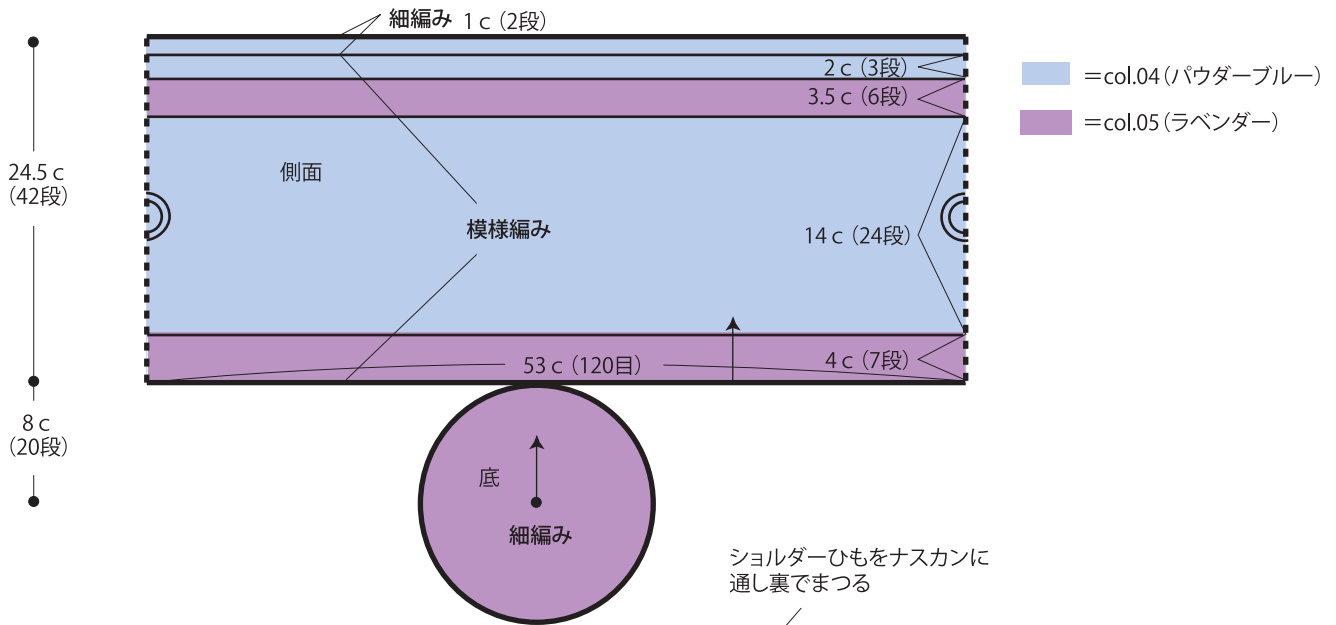 細編み 1 c (2段)
2 c (3段)
3.5 c (6段)
=col.04(パウダーブルー)
=col.05(ラベンダー)
24.5 c
(42段)
側面
模様編み
14 c (24段)
53 c (120目)
4 c (7段)
8 c
(20段)
底
細編み
ショルダーひもをナスカンに
通し裏でまつる